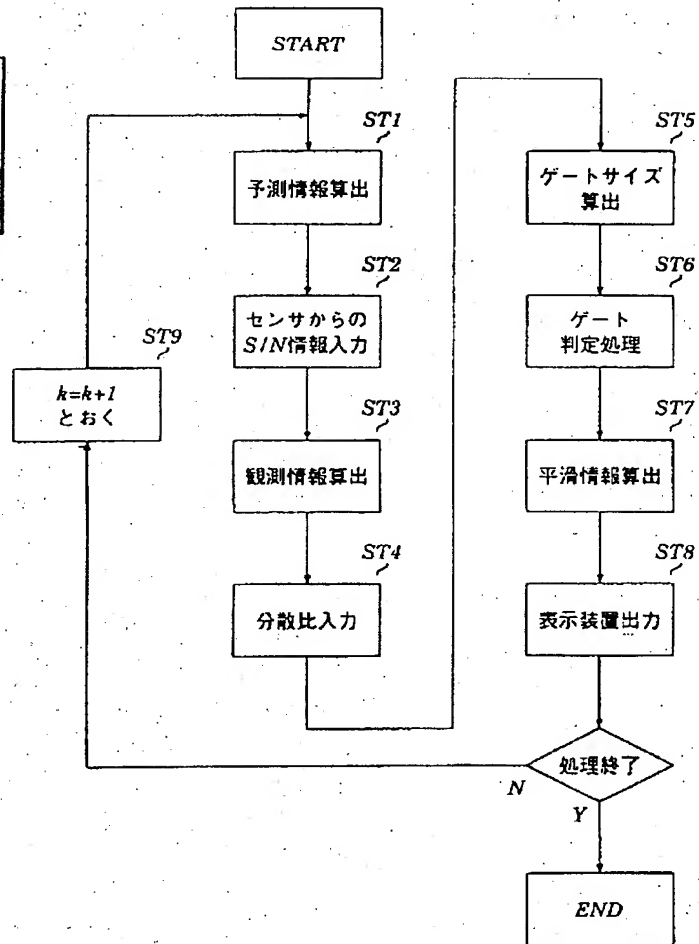 START
ST1
予測情報算出
ST2
センサからの
S/N情報入力
ST3
観測情報算出
ST4
分散比入力
ST5
ゲートサイズ
算出
ST6
ゲート
判定処理
ST7
平滑情報算出
ST8
表示装置出力
処理終了
N
Y
ST9
k=k+1
とおく
END